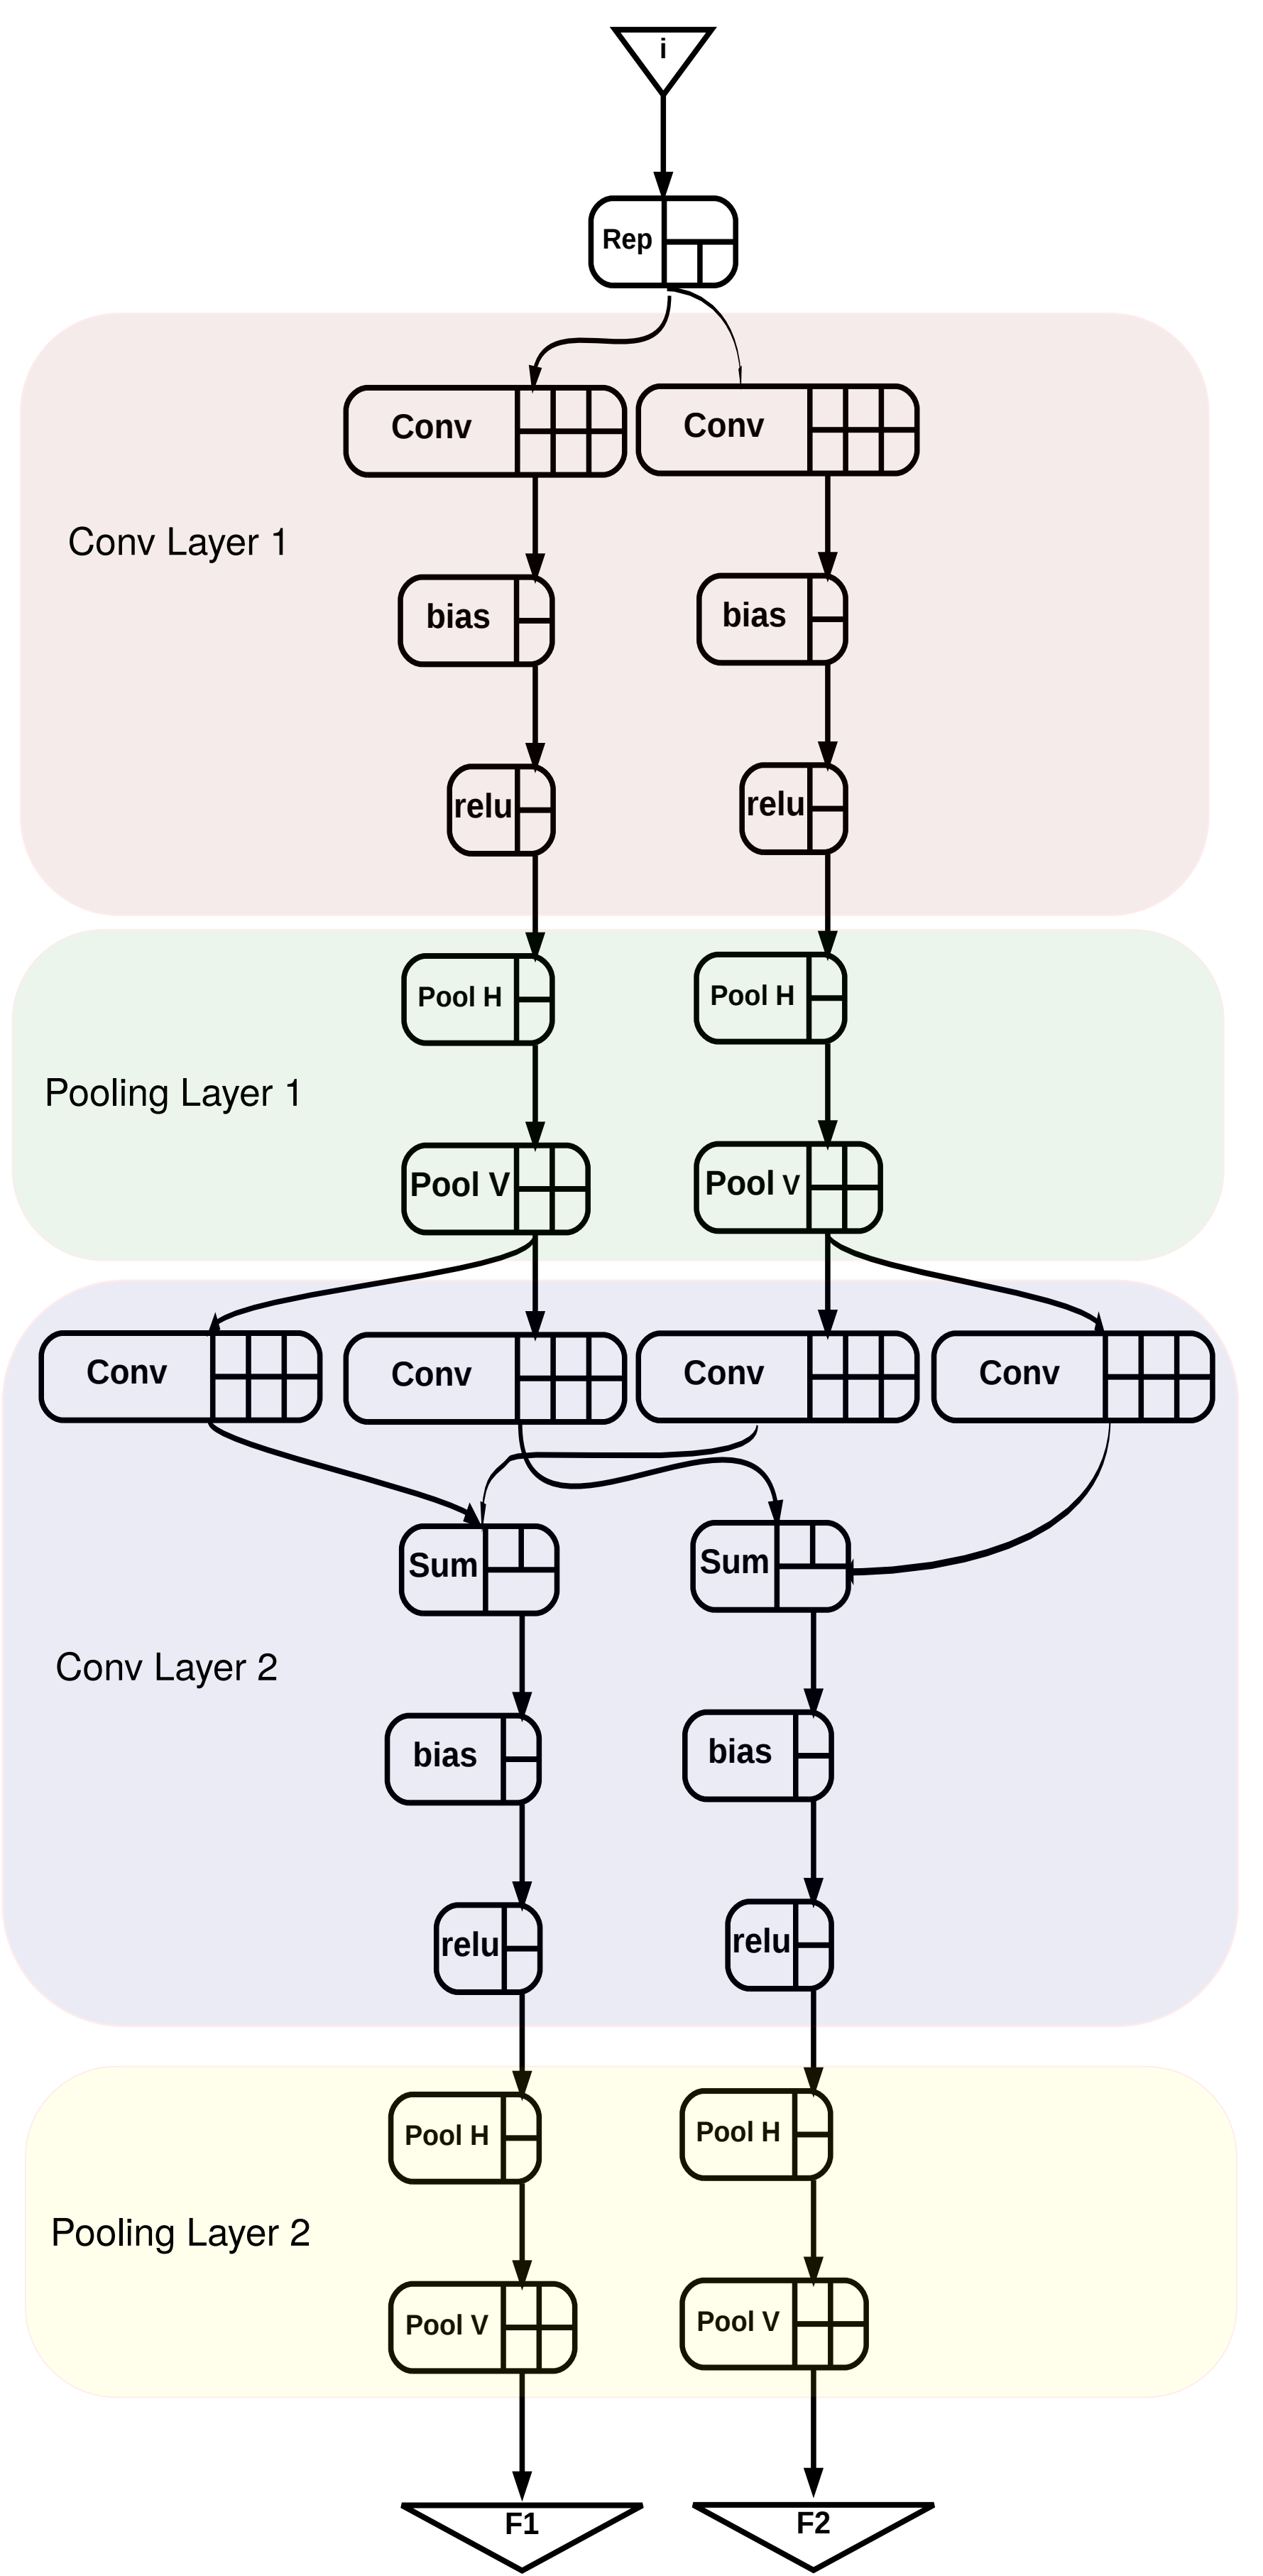 i
Rep
Conv
Conv
Conv Layer 1
bias
bias
relu
relu
Pool H
Pool H
Pooling Layer 1
Pool V
Pool V
Conv
Conv
Conv
Conv
Sum
Sum
Conv Layer 2
bias
bias
relu
relu
Pool H
Pool H
Pooling Layer 2
Pool V
Pool V
F1
F2